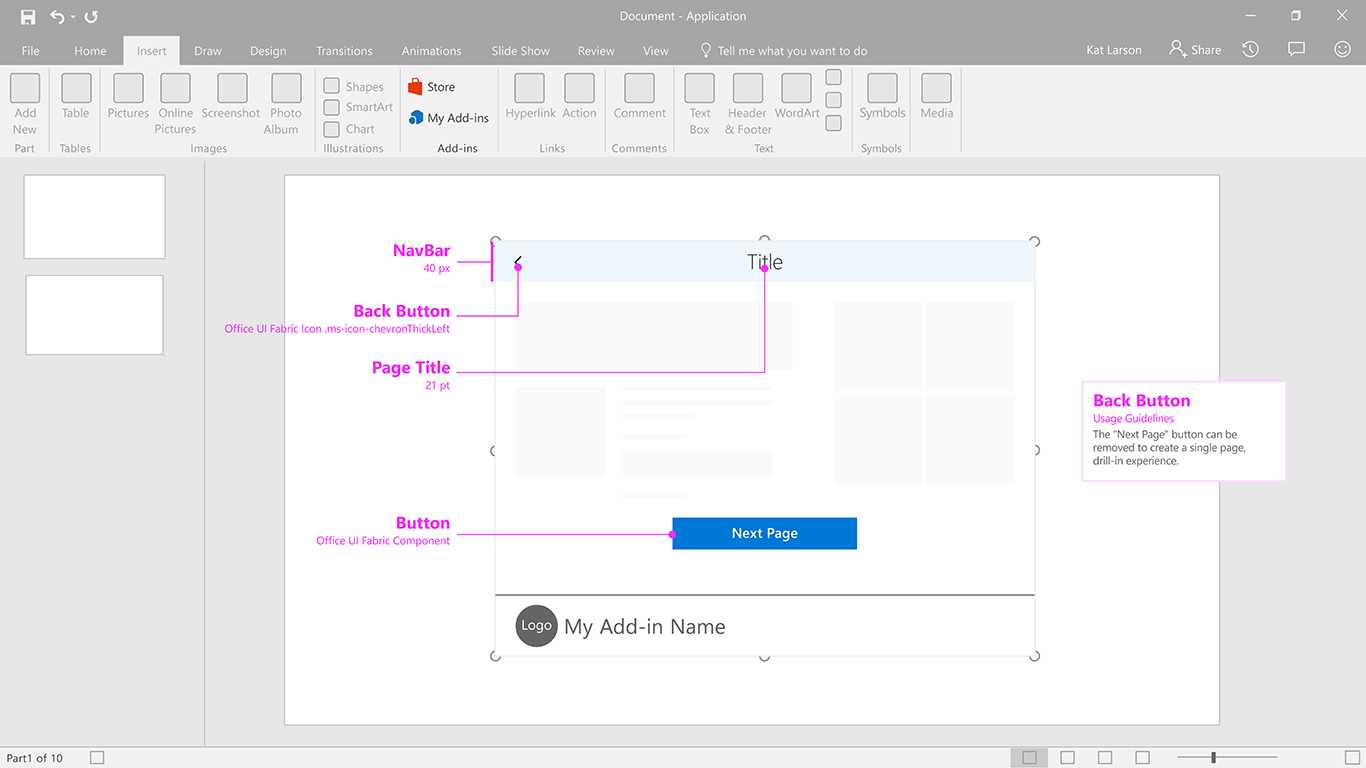 Document - Application
File Home Insert Draw Design Transitions Animations Slide Show Review View Tell me what you want to do Kat Larson Share
Add New
Part
Table
Tables
Pictures
Online Pictures
Screenshot
Photo Album
Images
Shapes
SmartArt
Chart
Illustrations
Store
My Add-ins
Add-ins
Hyperlink
Action
Links
Comment
Comments
Text Box
Header & Footer
WordArt
Text
Symbols
Symbols
Media
NavBar
40 px
Title
Back Button
Office UI Fabric Icon .ms-icon-chevronThickLeft
Page Title
21 pt
Back Button
Usage Guidelines
The "Next Page" button can be
removed to create a single page,
drill-in experience.
Button
Office UI Fabric Component
Next Page
Logo My Add-in Name
Part1 of 10